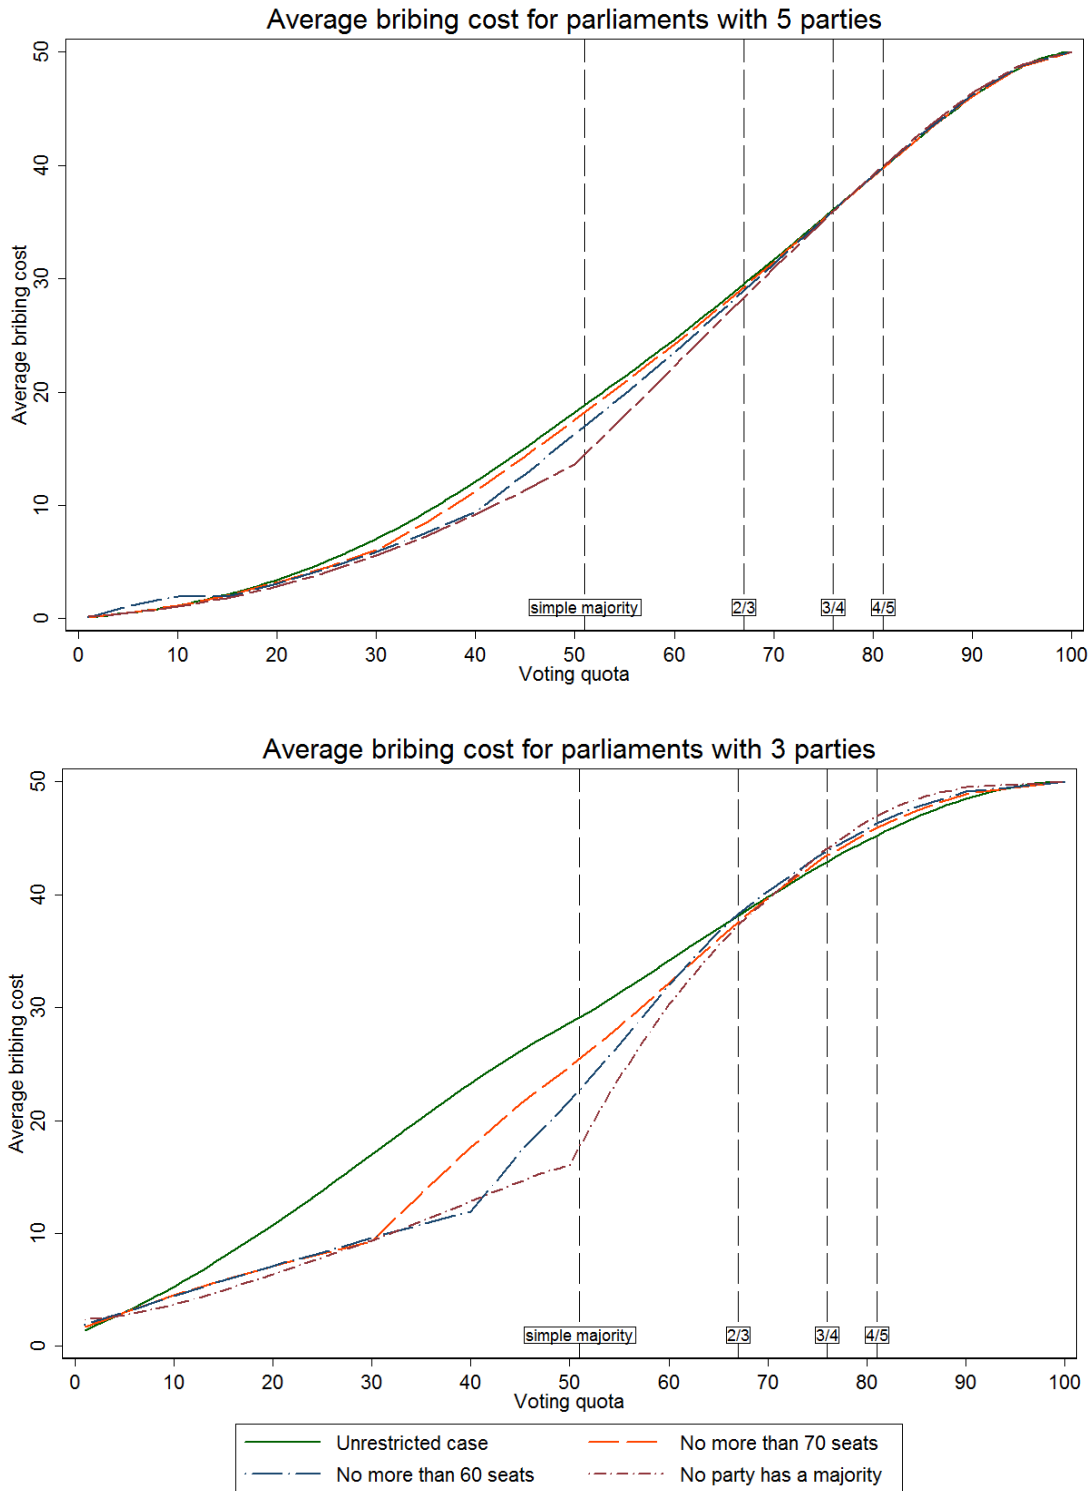 Average bribing cost for parliaments with 5 parties
50
40
30
20
10
0
Average bribing cost
simple majority
2/3
3/4
4/5
0 10 20 30 40 50 60 70 80 90 100
Voting quota
Average bribing cost for parliaments with 3 parties
50
40
30
20
10
0
Average bribing cost
simple majority
2/3
3/4
4/5
0 10 20 30 40 50 60 70 80 90 100
Voting quota
Unrestricted case
No more than 70 seats
No more than 60 seats
No party has a majority